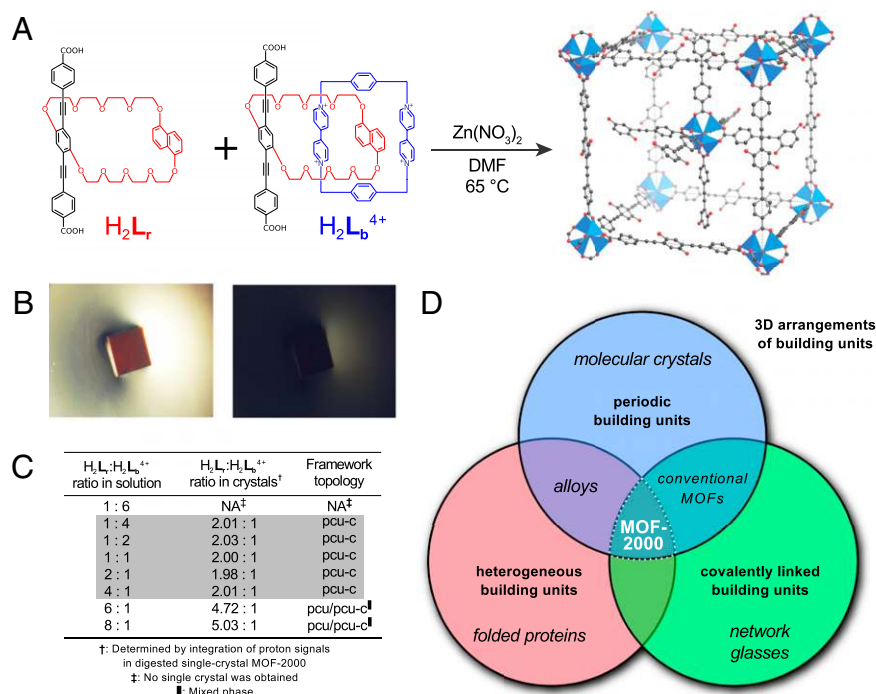 A
COOH
COOH
H₂Lᵣ
+
COOH
COOH
H₂L_b⁴⁺
Zn(NO₃)₂
DMF
65 °C
B
C
H₂Lᵣ:H₂L_b⁴⁺ ratio in solution
H₂Lᵣ:H₂L_b⁴⁺ ratio in crystals†
Framework topology
1 : 6 NA‡ NA‡
1 : 4 2.01 : 1 pcu-c
1 : 2 2.03 : 1 pcu-c
1 : 1 2.00 : 1 pcu-c
2 : 1 1.98 : 1 pcu-c
4 : 1 2.01 : 1 pcu-c
6 : 1 4.72 : 1 pcu/pcu-c▮
8 : 1 5.03 : 1 pcu/pcu-c▮
†: Determined by integration of proton signals
in digested single-crystal MOF-2000
‡: No single crystal was obtained
▮: Mixed phase
D
3D arrangements
of building units
molecular crystals
periodic
building units
alloys
conventional
MOFs
MOF-
2000
heterogeneous
building units
covalently linked
building units
folded proteins
network
glasses